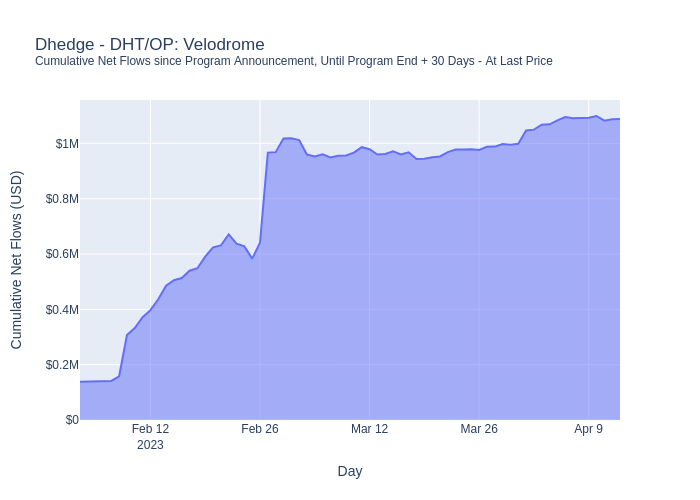 Dhedge - DHT/OP: Velodrome
Cumulative Net Flows since Program Announcement, Until Program End + 30 Days - At Last Price
Cumulative Net Flows (USD)
$1M
$0.8M
$0.6M
$0.4M
$0.2M
$0
Feb 12
2023
Feb 26
Mar 12
Mar 26
Apr 9
Day